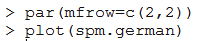 > par(mfrow=c(2,2))
> plot(spm.german)